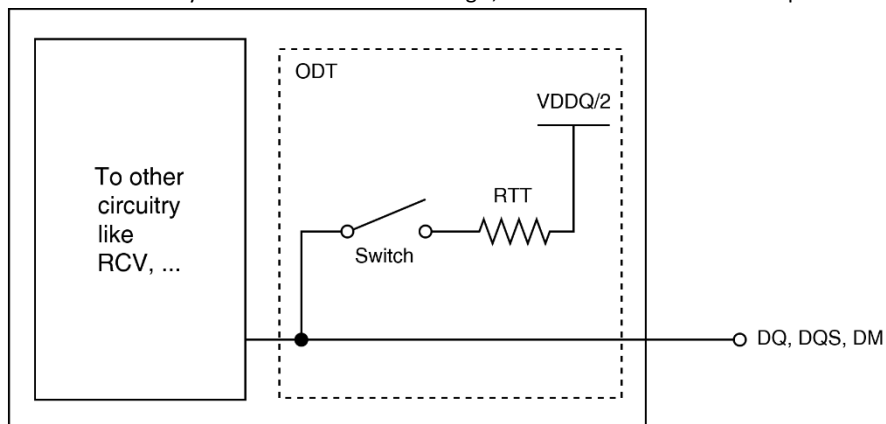 ODT
VDDQ/2
To other
circuitry
like
RCV, ...
RTT
Switch
DQ, DQS, DM